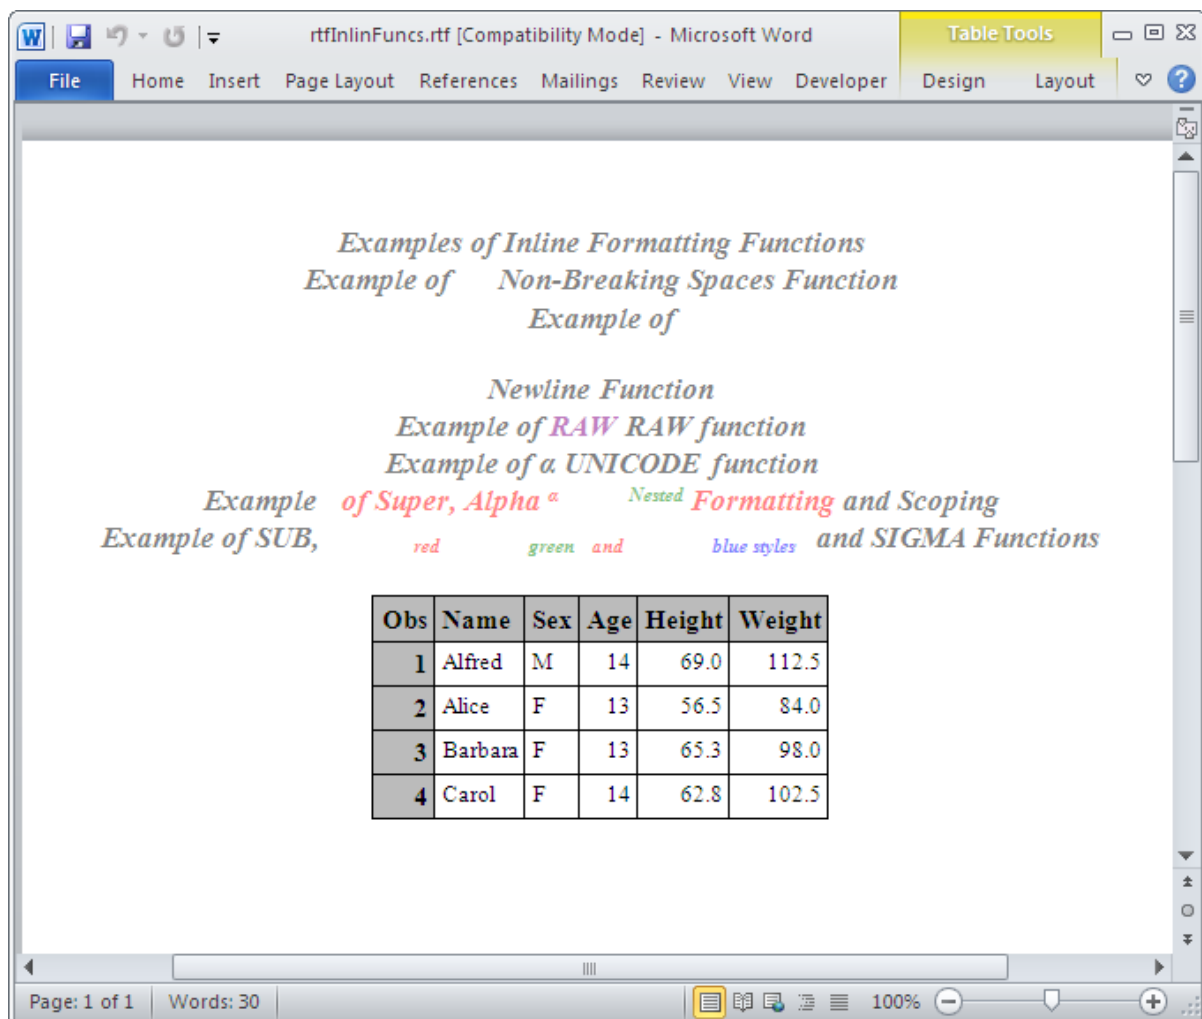 W rtfInlinFuncs.rtf [Compatibility Mode] - Microsoft Word Table Tools
File Home Insert Page Layout References Mailings Review View Developer Design Layout ?
Examples of Inline Formatting Functions
Example of Non-Breaking Spaces Function
Example of
Newline Function
Example of RAW RAW function
Example of α UNICODE function
Example of Super, Alpha α Nested Formatting and Scoping
Example of SUB, red green and blue styles and SIGMA Functions
Obs Name Sex Age Height Weight
1 Alfred M 14 69.0 112.5
2 Alice F 13 56.5 84.0
3 Barbara F 13 65.3 98.0
4 Carol F 14 62.8 102.5
Page: 1 of 1 Words: 30 100%